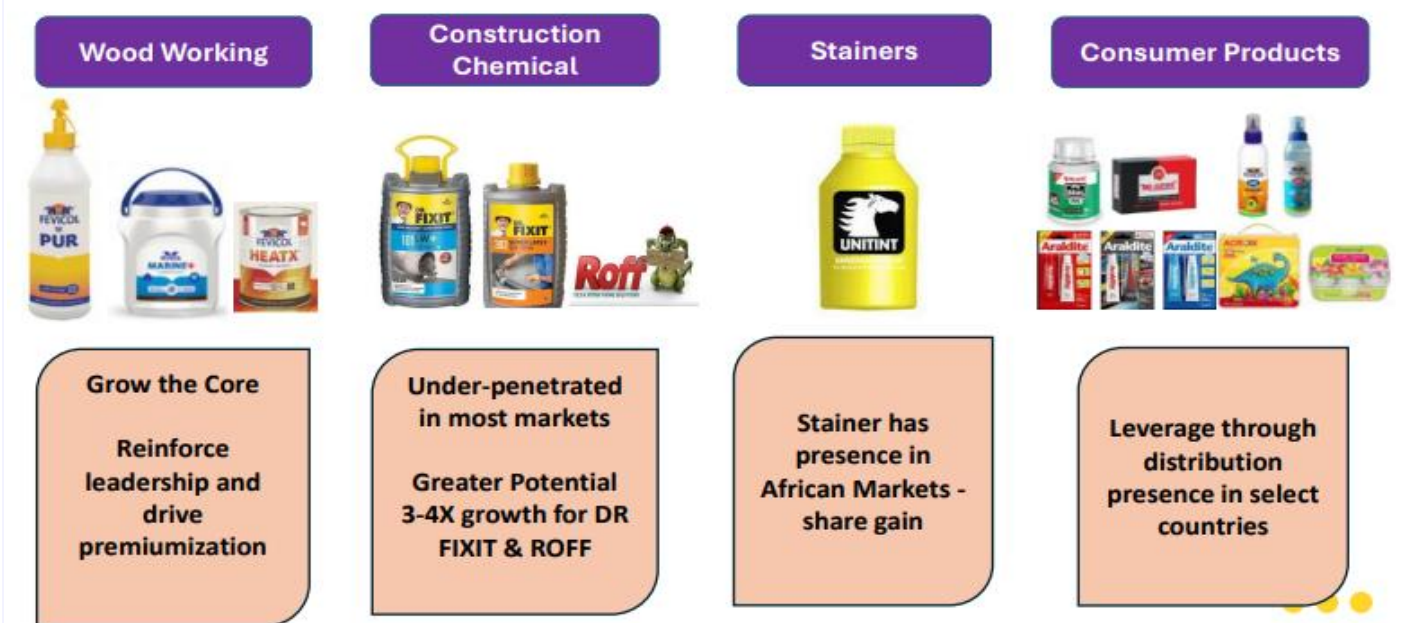 Wood Working
Construction
Chemical
Stainers
Consumer Products
FEVICOL
PUR
MARINE+
FEVICOL
HEATX
DR.
FIXIT
DR.
FIXIT
Roff
UNITINT
Araldite
Araldite
Araldite
Grow the Core
Reinforce
leadership and
drive
premiumization
Under-penetrated
in most markets
Greater Potential
3-4X growth for DR
FIXIT & ROFF
Stainer has
presence in
African Markets -
share gain
Leverage through
distribution
presence in select
countries